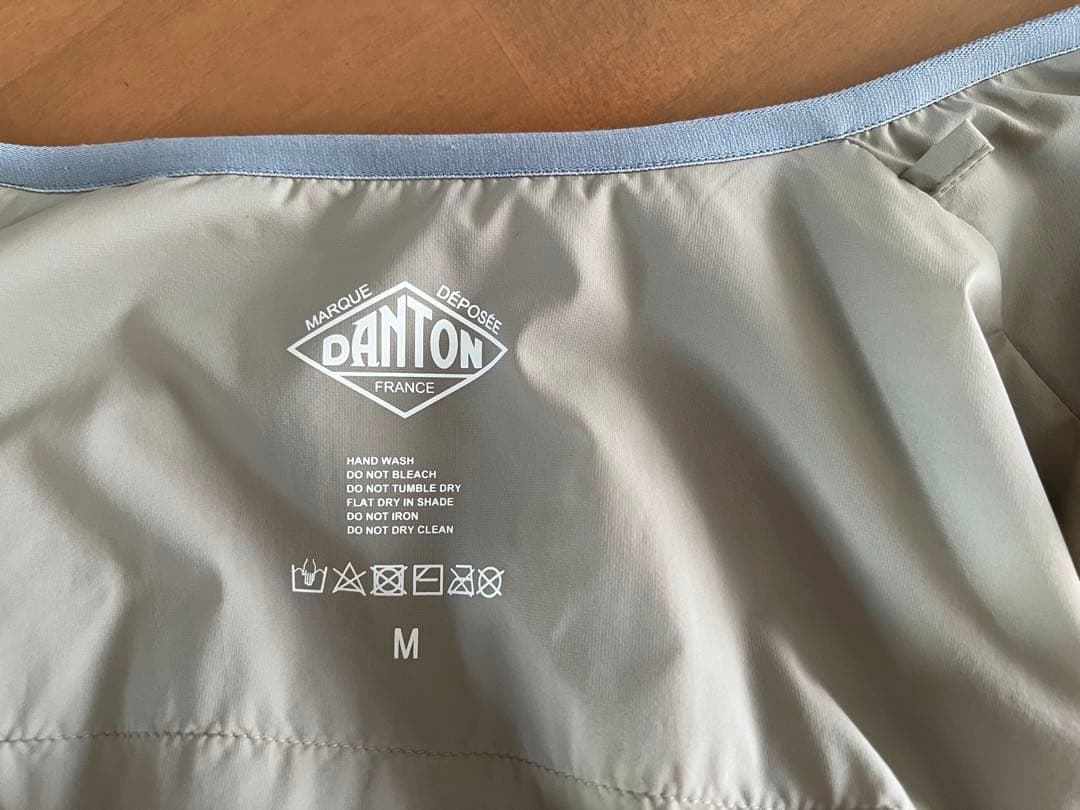 MARQUE DÉPOSÉE
DANTON
FRANCE
HAND WASH
DO NOT BLEACH
DO NOT TUMBLE DRY
FLAT DRY IN SHADE
DO NOT IRON
DO NOT DRY CLEAN
M